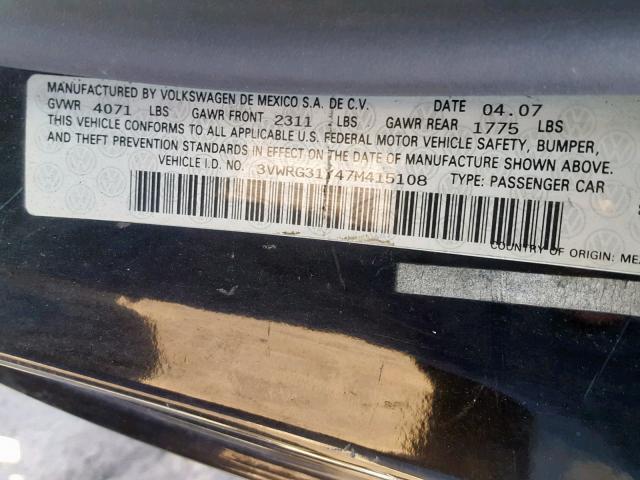 MANUFACTURED BY VOLKSWAGEN DE MEXICO S.A. DE C.V. DATE 04.07
GVWR 4071 LBS GAWR FRONT 2311 LBS GAWR REAR 1775 LBS
THIS VEHICLE CONFORMS TO ALL APPLICABLE U.S. FEDERAL MOTOR VEHICLE SAFETY, BUMPER,
AND THEFT PREVENTION STANDARDS IN EFFECT ON THE DATE OF MANUFACTURE SHOWN ABOVE.
VEHICLE I.D. NO. 3VWRG31Y47M415108 TYPE: PASSENGER CAR
COUNTRY OF ORIGIN: ME